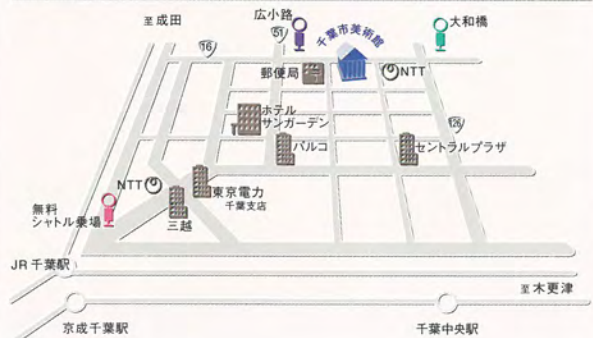 至成田
広小路
大和橋
16
51
千葉市美術館
郵便局
NTT
ホテル
サンガーデン
126
パルコ
セントラルプラザ
NTT
東京電力
千葉支店
無料
シャトル乗場
三越
JR千葉駅
至木更津
京成千葉駅
千葉中央駅